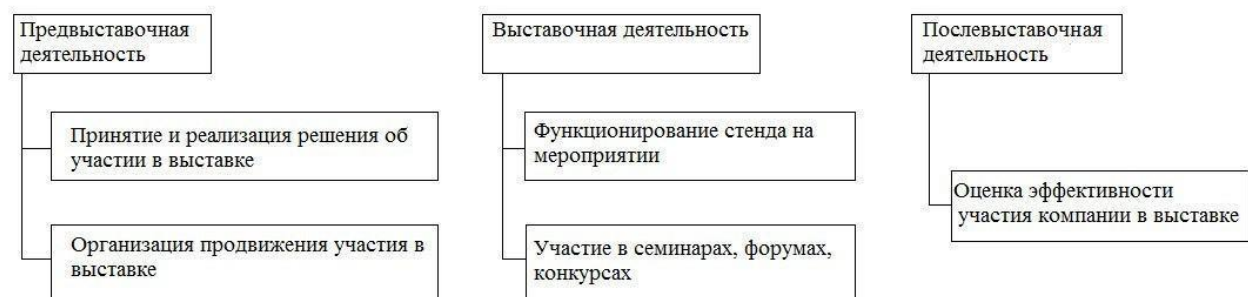 Предвыставочная
деятельность
Принятие и реализация решения об
участии в выставке
Организация продвижения участия в
выставке
Выставочная деятельность
Функционирование стенда на
мероприятии
Участие в семинарах, форумах,
конкурсах
Послевыставочная
деятельность
Оценка эффективности
участия компании в выставке